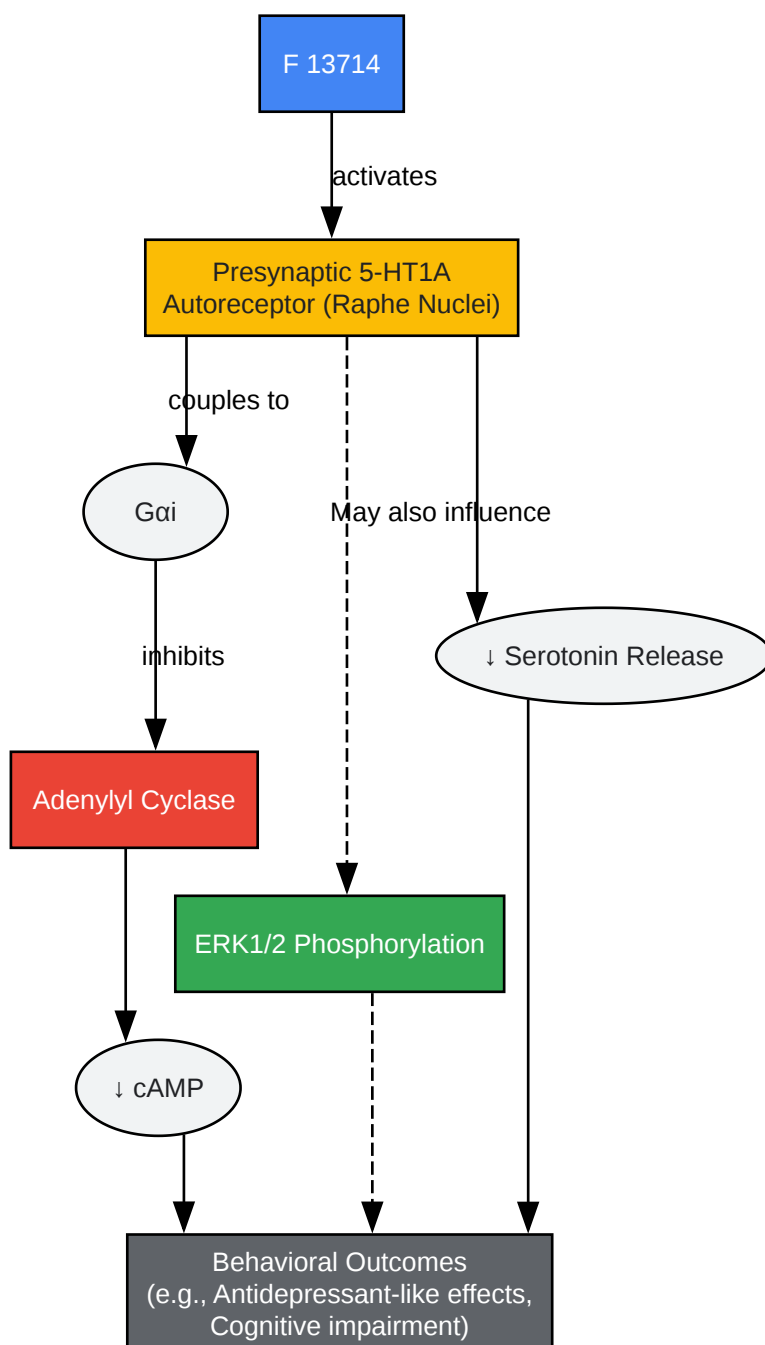 F 13714
activates
Presynaptic 5-HT1A
Autoreceptor (Raphe Nuclei)
couples to
Gαi
May also influence
inhibits
↓ Serotonin Release
Adenylyl Cyclase
ERK1/2 Phosphorylation
↓ cAMP
Behavioral Outcomes
(e.g., Antidepressant-like effects,
Cognitive impairment)